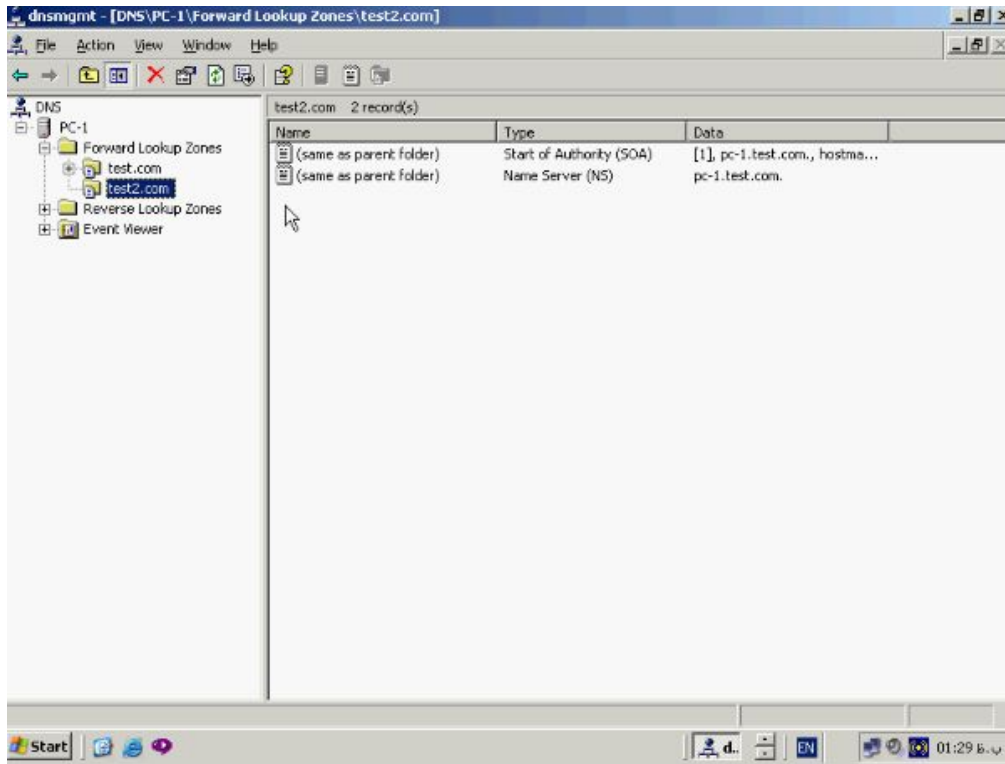 dnsmgmt - [DNS\PC-1\Forward Lookup Zones\test2.com]
File Action View Window Help
DNS
PC-1
Forward Lookup Zones
test.com
test2.com
Reverse Lookup Zones
Event Viewer
test2.com 2 record(s)
Name Type Data
(same as parent folder) Start of Authority (SOA) [1], pc-1.test.com., hostma...
(same as parent folder) Name Server (NS) pc-1.test.com.
Start d.. EN 01:29 ب.ظ